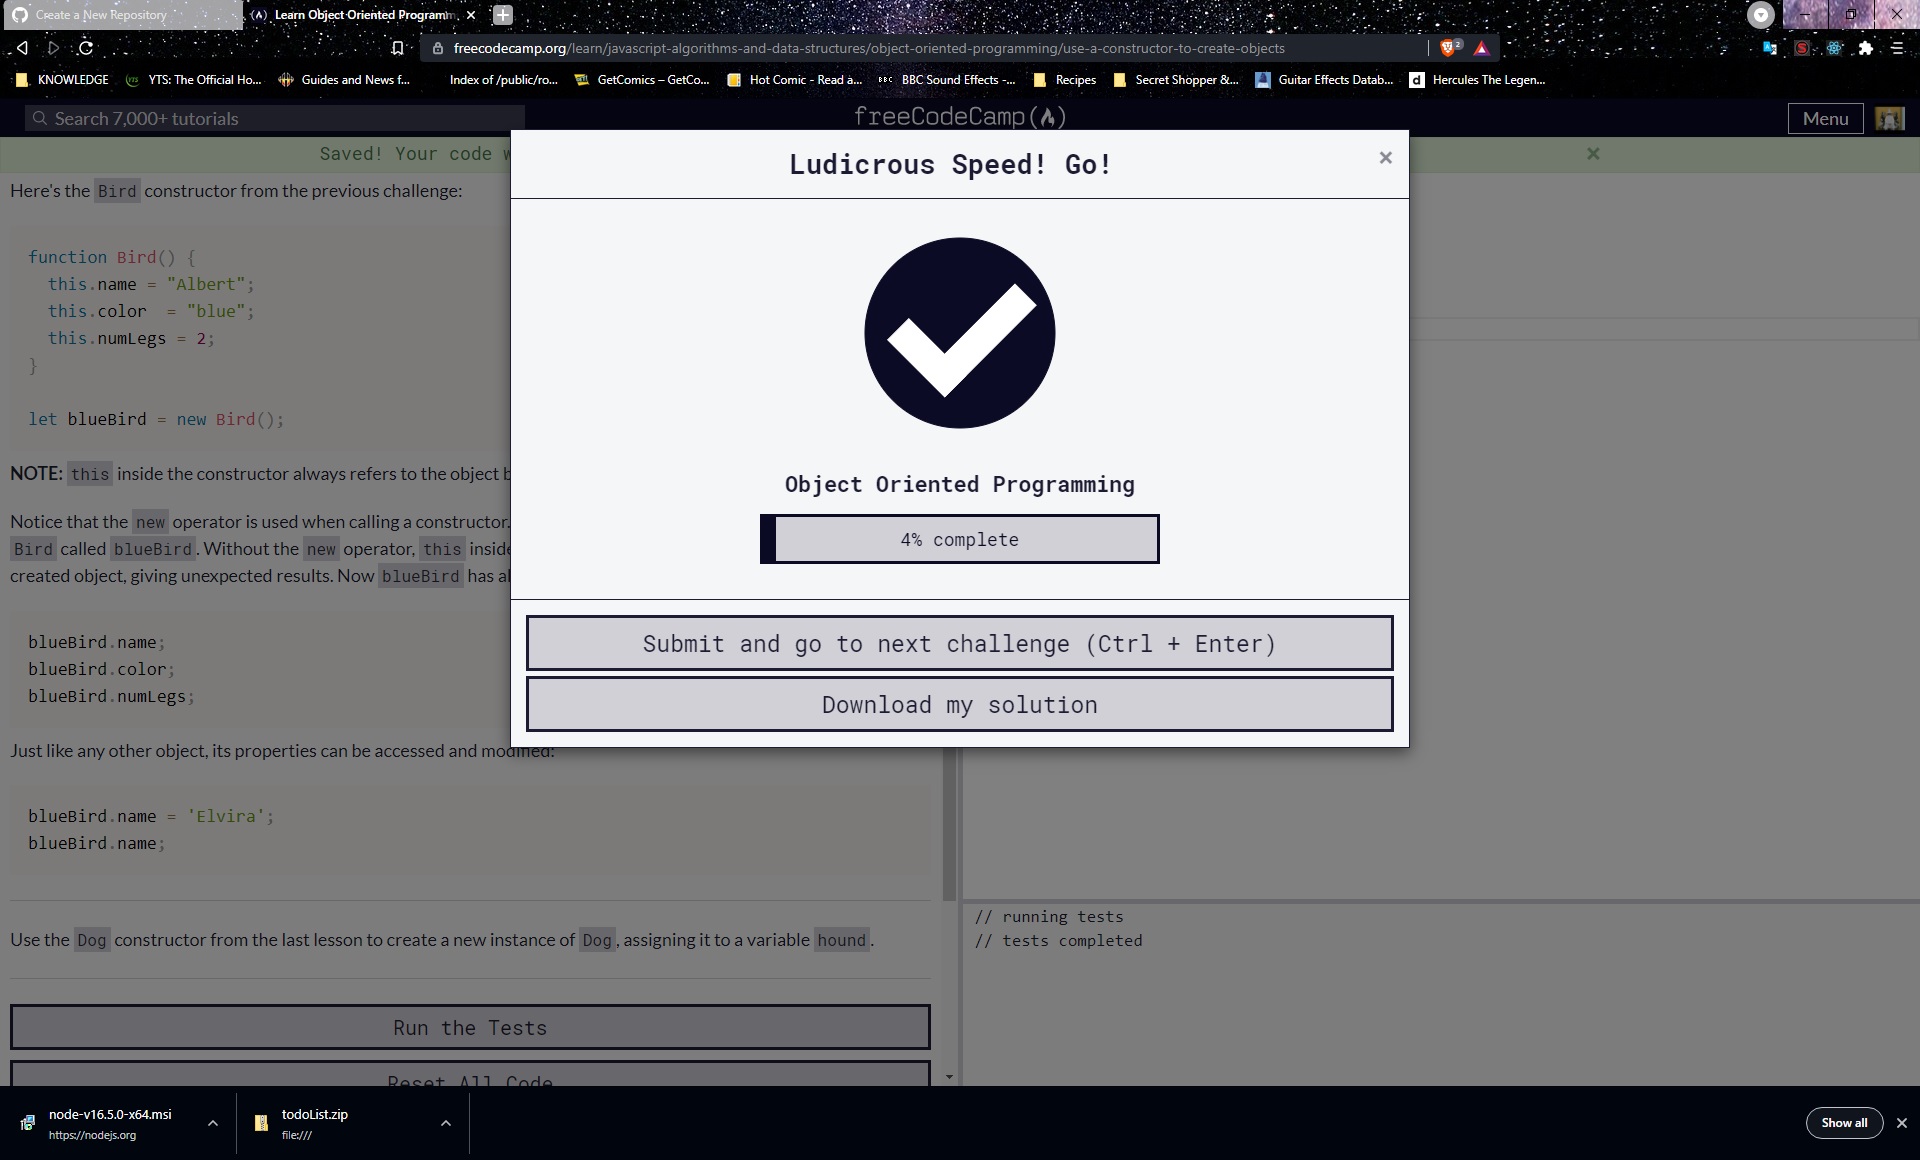 Create a New Repository
Learn Object Oriented Programm
freecodecamp.org/learn/javascript-algorithms-and-data-structures/object-oriented-programming/use-a-constructor-to-create-objects
2
KNOWLEDGE
YTS: The Official Ho...
Guides and News f...
Index of /public/ro...
GetComics – GetCo...
Hot Comic - Read a...
BBC
BBC Sound Effects -...
Recipes
Secret Shopper &...
Guitar Effects Datab...
d
Hercules The Legen...
Search 7,000+ tutorials
freeCodeCamp
Menu
Saved! Your code w
Ludicrous Speed! Go!
×
Here's the Bird constructor from the previous challenge:
function Bird() {
this.name = "Albert";
this.color  = "blue";
this.numLegs = 2;
}
let blueBird = new Bird();
NOTE: this inside the constructor always refers to the object b
Notice that the new operator is used when calling a constructor.
Bird called blueBird. Without the new operator, this inside
created object, giving unexpected results. Now blueBird has al
blueBird.name;
blueBird.color;
blueBird.numLegs;
Just like any other object, its properties can be accessed and modified:
blueBird.name = 'Elvira';
blueBird.name;
Use the Dog constructor from the last lesson to create a new instance of Dog, assigning it to a variable hound.
Run the Tests
Reset All Code
Object Oriented Programming
4% complete
Submit and go to next challenge (Ctrl + Enter)
Download my solution
// running tests
// tests completed
node-v16.5.0-x64.msi
https://nodejs.org
todoList.zip
file:///
Show all